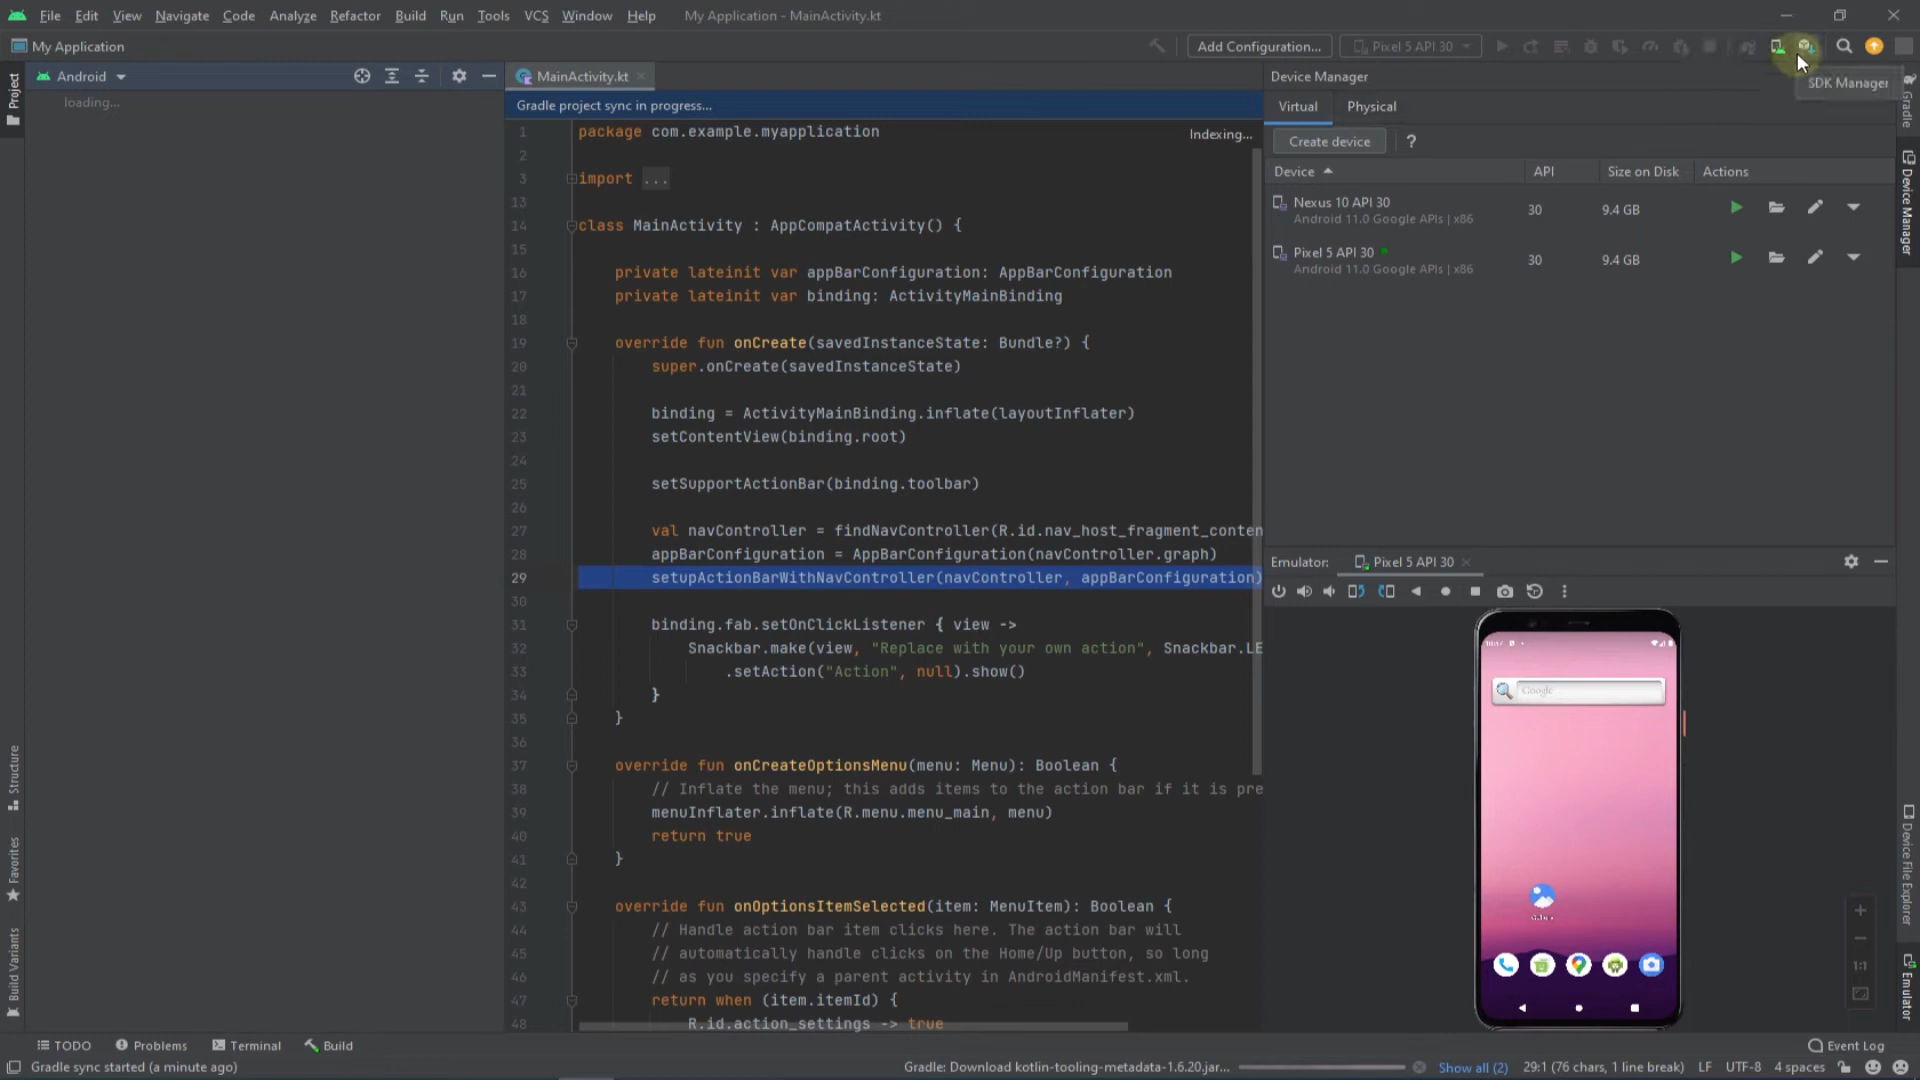 File Edit View Navigate Code Analyze Refactor Build Run Tools VCS Window Help My Application - MainActivity.kt
My Application
Add Configuration...
Pixel 5 API 30
SDK Manager
Project
Android
loading...
MainActivity.kt
Gradle project sync in progress...
Indexing...
1 package com.example.myapplication
2
3 import ...
13
14 class MainActivity : AppCompatActivity() {
15
16 private lateinit var appBarConfiguration: AppBarConfiguration
17 private lateinit var binding: ActivityMainBinding
18
19 override fun onCreate(savedInstanceState: Bundle?) {
20 super.onCreate(savedInstanceState)
21
22 binding = ActivityMainBinding.inflate(layoutInflater)
23 setContentView(binding.root)
24
25 setSupportActionBar(binding.toolbar)
26
27 val navController = findNavController(R.id.nav_host_fragment_conten
28 appBarConfiguration = AppBarConfiguration(navController.graph)
29 setupActionBarWithNavController(navController, appBarConfiguration)
30
31 binding.fab.setOnClickListener { view ->
32 Snackbar.make(view, "Replace with your own action", Snackbar.LE
33 .setAction("Action", null).show()
34 }
35 }
36
37 override fun onCreateOptionsMenu(menu: Menu): Boolean {
38 // Inflate the menu; this adds items to the action bar if it is pre
39 menuInflater.inflate(R.menu.menu_main, menu)
40 return true
41 }
42
43 override fun onOptionsItemSelected(item: MenuItem): Boolean {
44 // Handle action bar item clicks here. The action bar will
45 // automatically handle clicks on the Home/Up button, so long
46 // as you specify a parent activity in AndroidManifest.xml.
47 return when (item.itemId) {
48 R.id.action_settings -> true
Device Manager
Virtual Physical
Create device ?
Device API Size on Disk Actions
Nexus 10 API 30 30 9.4 GB
Android 11.0 Google APIs | x86
Pixel 5 API 30 30 9.4 GB
Android 11.0 Google APIs | x86
Emulator: Pixel 5 API 30
Google
1:1
Gradle
Device Manager
Device File Explorer
Emulator
Structure
Favorites
Build Variants
TODO Problems Terminal Build Event Log
Gradle sync started (a minute ago) Gradle: Download kotlin-tooling-metadata-1.6.20.jar... Show all (2) 29:1 (76 chars, 1 line break) LF UTF-8 4 spaces